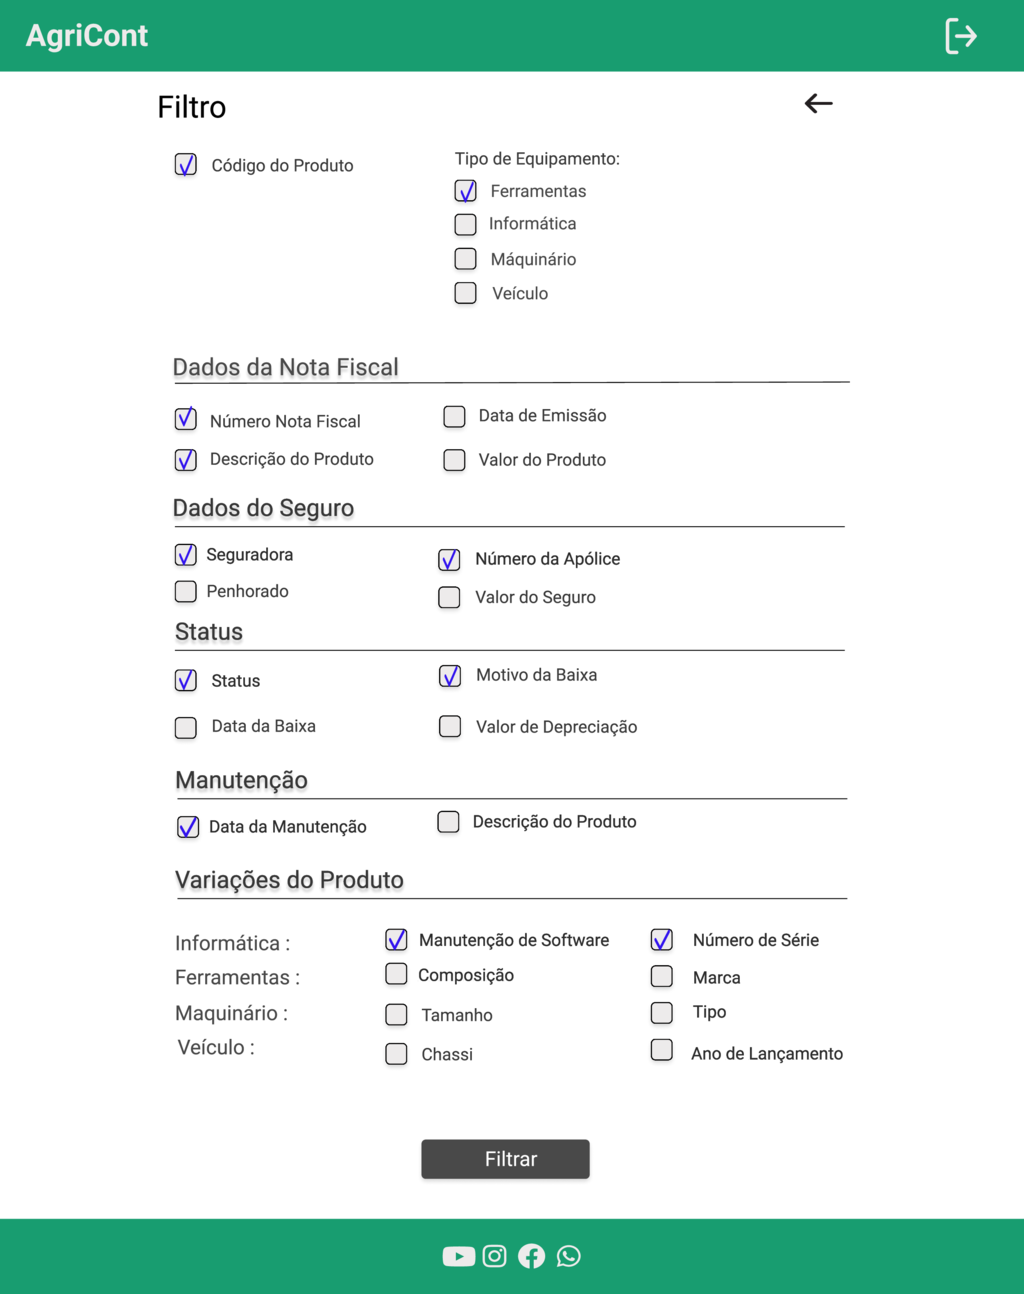 AgriCont
Filtro
Código do Produto
Tipo de Equipamento:
Ferramentas
Informática
Máquinário
Veículo
Dados da Nota Fiscal
Número Nota Fiscal
Data de Emissão
Descrição do Produto
Valor do Produto
Dados do Seguro
Seguradora
Número da Apólice
Penhorado
Valor do Seguro
Status
Status
Motivo da Baixa
Data da Baixa
Valor de Depreciação
Manutenção
Data da Manutenção
Descrição do Produto
Variações do Produto
Informática : Manutenção de Software Número de Série
Ferramentas : Composição Marca
Maquinário : Tamanho Tipo
Veículo : Chassi Ano de Lançamento
Filtrar